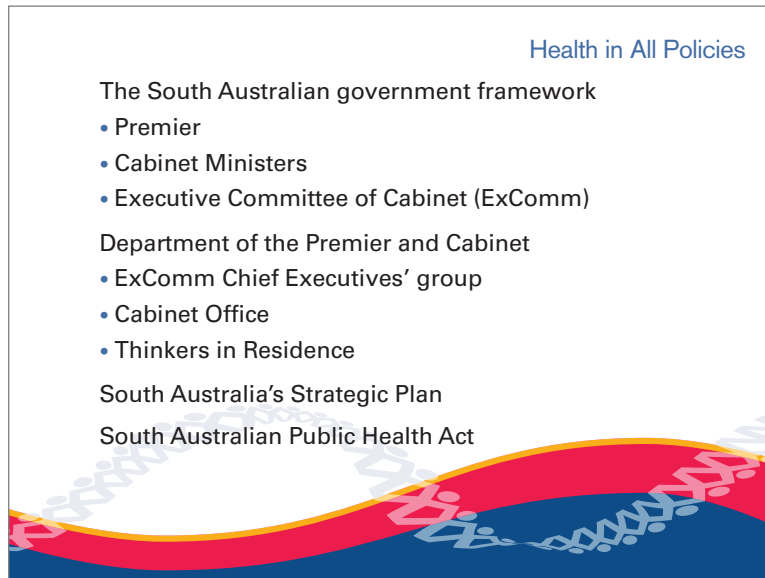 Health in All Policies
The South Australian government framework
• Premier
• Cabinet Ministers
• Executive Committee of Cabinet (ExComm)
Department of the Premier and Cabinet
• ExComm Chief Executives’ group
• Cabinet Office
• Thinkers in Residence
South Australia’s Strategic Plan
South Australian Public Health Act